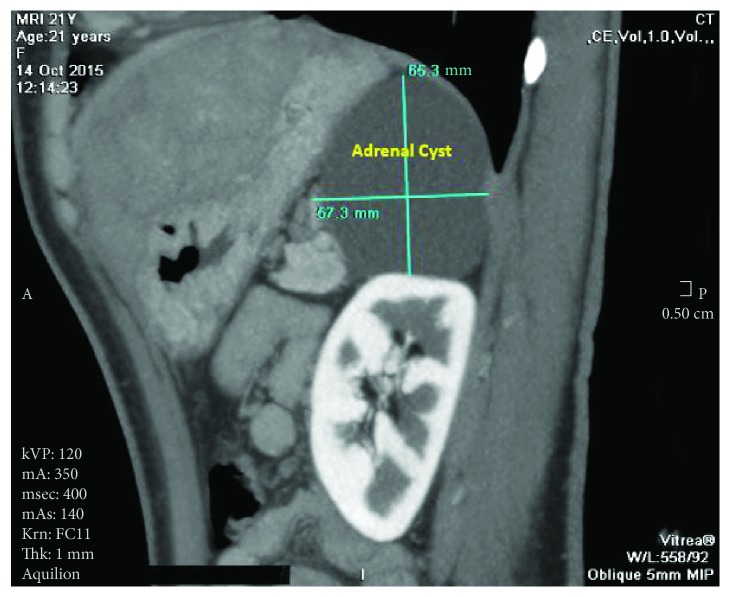 MRI 21Y
Age:21 years
F
14 Oct 2015
12:14:23
CT
,CE,Vol,1.0,Vol...
65.3 mm
Adrenal Cyst
57.3 mm
A
P
0.50 cm
kVP: 120
mA: 350
msec: 400
mAs: 140
Krn: FC11
Thk: 1 mm
Aquilion
I
Vitrea®
W/L:558/92
Oblique 5mm MIP